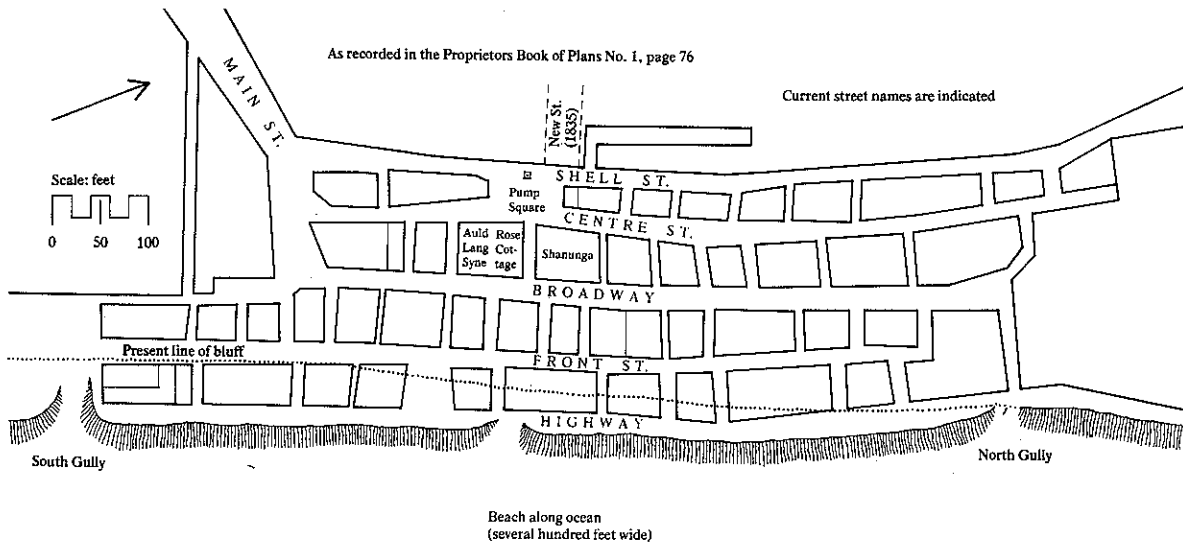 As recorded in the Proprietors Book of Plans No. 1, page 76
Current street names are indicated
MAIN ST.
New St.
(1835)
Scale: feet
0 50 100
SHELL ST.
Pump
Square
CENTRE ST.
Auld Rose
Lang Cot-
Syne tage
Shanunga
BROADWAY
Present line of bluff
FRONT ST.
HIGHWAY
South Gully
North Gully
Beach along ocean
(several hundred feet wide)